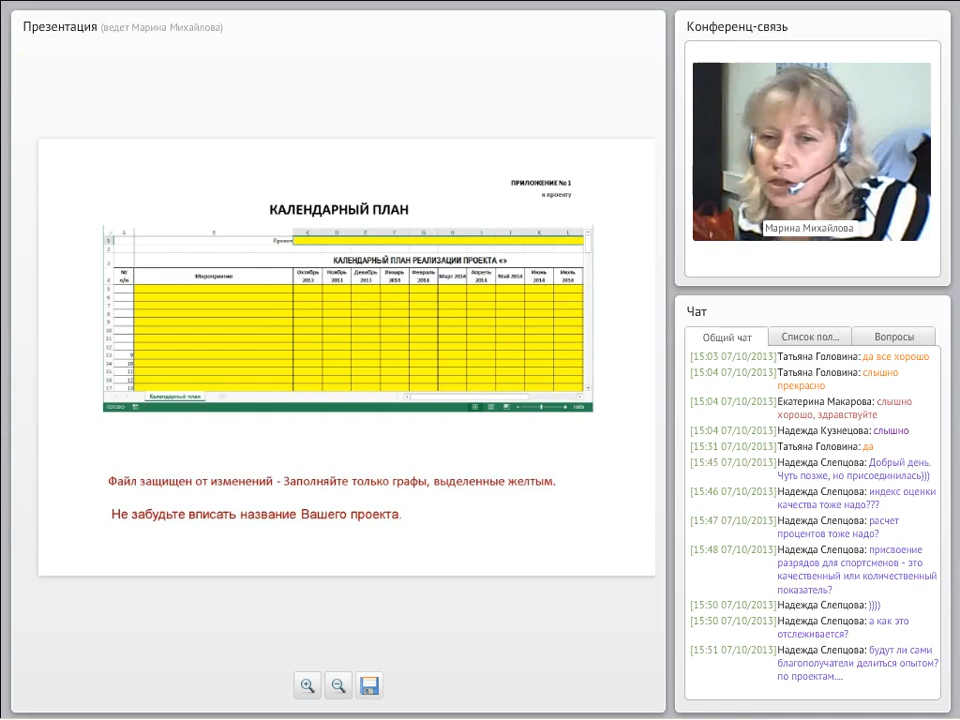 Презентация (ведет Марина Михайлова)
ПРИЛОЖЕНИЕ № 1
к проекту
КАЛЕНДАРНЫЙ ПЛАН
Проект
КАЛЕНДАРНЫЙ ПЛАН РЕАЛИЗАЦИИ ПРОЕКТА «»
№ п/п Мероприятие Октябрь 2013 Ноябрь 2013 Декабрь 2013 Январь 2014 Февраль 2014 Март 2014 Апрель 2014 Май 2014 Июнь 2014 Июль 2014
Календарный план
ГОТОВО
Файл защищен от изменений - Заполняйте только графы, выделенные желтым.
Не забудьте вписать название Вашего проекта.
Конференц-связь
Марина Михайлова
Чат
Общий чат Список пол... Вопросы
[15:03 07/10/2013] Татьяна Головина: да все хорошо
[15:04 07/10/2013] Татьяна Головина: слышно
прекрасно
[15:04 07/10/2013] Екатерина Макарова: слышно
хорошо, здравствуйте
[15:04 07/10/2013] Надежда Кузнецова: слышно
[15:31 07/10/2013] Татьяна Головина: да
[15:45 07/10/2013] Надежда Слепцова: Добрый день.
Чуть позже, но присоединилась)))
[15:46 07/10/2013] Надежда Слепцова: индекс оценки
качества тоже надо???
[15:47 07/10/2013] Надежда Слепцова: расчет
процентов тоже надо?
[15:48 07/10/2013] Надежда Слепцова: присвоение
разрядов для спортсменов - это
качественный или количественный
показатель?
[15:50 07/10/2013] Надежда Слепцова: ))))
[15:50 07/10/2013] Надежда Слепцова: а как это
отслеживается?
[15:51 07/10/2013] Надежда Слепцова: будут ли сами
благополучатели делиться опытом?
по проектам....